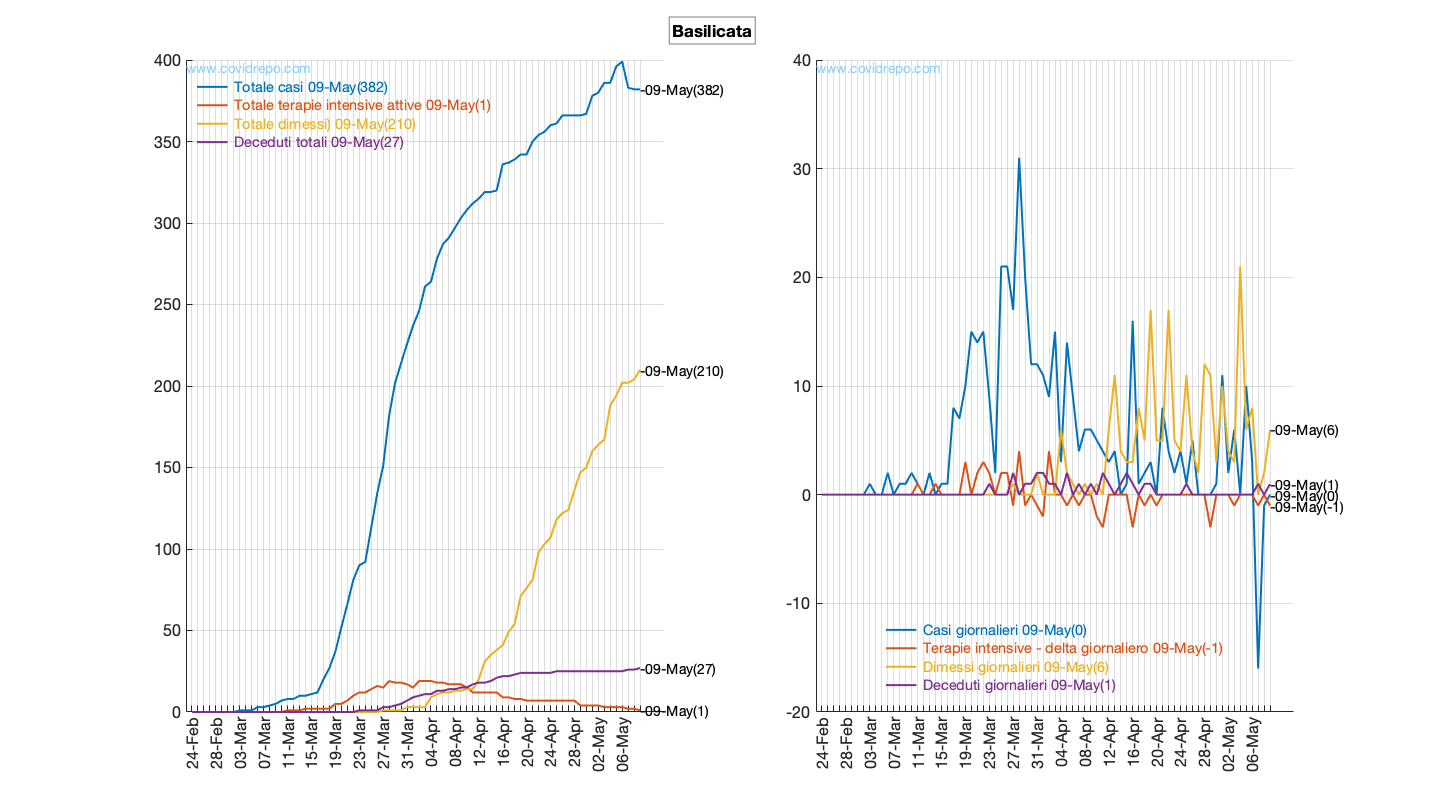 Basilicata
400
350
300
250
200
150
100
50
0
www.covidrepo.com
Totale casi 09-May(382)
Totale terapie intensive attive 09-May(1)
Totale dimessi) 09-May(210)
Deceduti totali 09-May(27)
-09-May(382)
-09-May(210)
-09-May(27)
-09-May(1)
24-Feb
28-Feb
03-Mar
07-Mar
11-Mar
15-Mar
19-Mar
23-Mar
27-Mar
31-Mar
04-Apr
08-Apr
12-Apr
16-Apr
20-Apr
24-Apr
28-Apr
02-May
06-May
40
30
20
10
0
-10
-20
www.covidrepo.com
-09-May(6)
-09-May(1)
-09-May(0)
-09-May(-1)
Casi giornalieri 09-May(0)
Terapie intensive - delta giornaliero 09-May(-1)
Dimessi giornalieri 09-May(6)
Deceduti giornalieri 09-May(1)
24-Feb
28-Feb
03-Mar
07-Mar
11-Mar
15-Mar
19-Mar
23-Mar
27-Mar
31-Mar
04-Apr
08-Apr
12-Apr
16-Apr
20-Apr
24-Apr
28-Apr
02-May
06-May